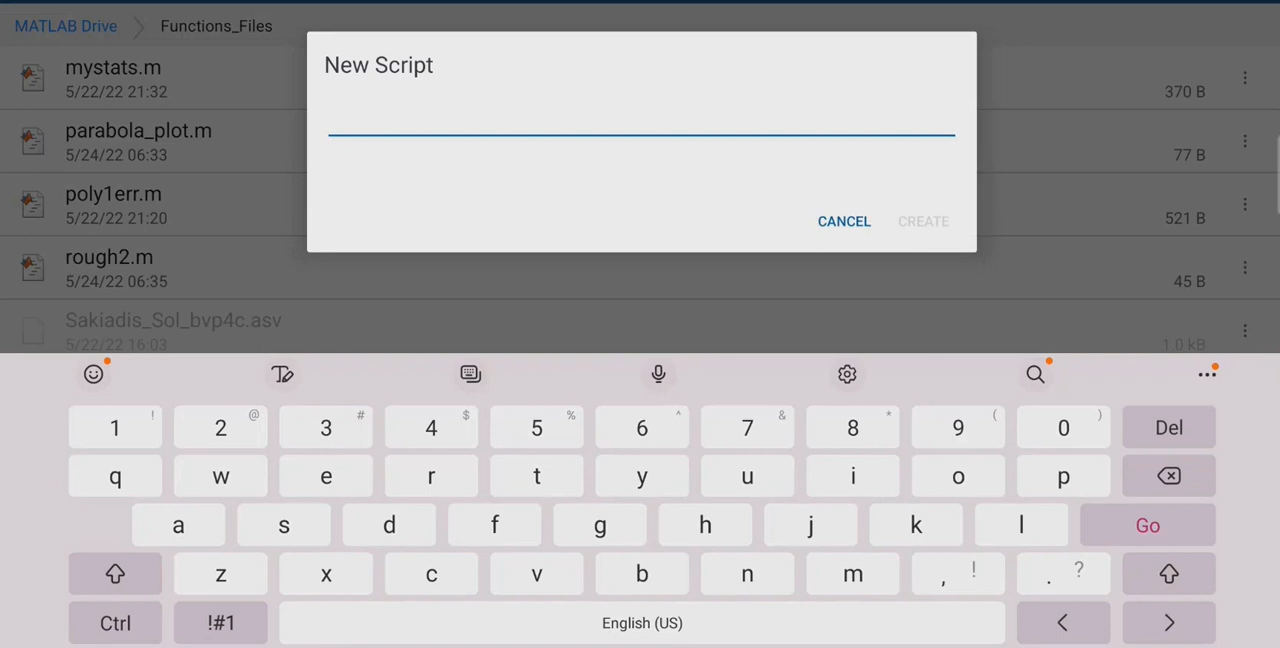 MATLAB Drive > Functions_Files
New Script
mystats.m
5/22/22 21:32
370 B
parabola_plot.m
5/24/22 06:33
77 B
poly1err.m
5/22/22 21:20
521 B
CANCEL CREATE
rough2.m
5/24/22 06:35
45 B
Sakiadis_Sol_bvp4c.asv
5/22/22 16:03
1.0 kB
! @ # $ % ^ & * ( )
1 2 3 4 5 6 7 8 9 0 Del
q w e r t y u i o p
a s d f g h j k l Go
z x c v b n m , ! . ?
Ctrl !#1 English (US) < >